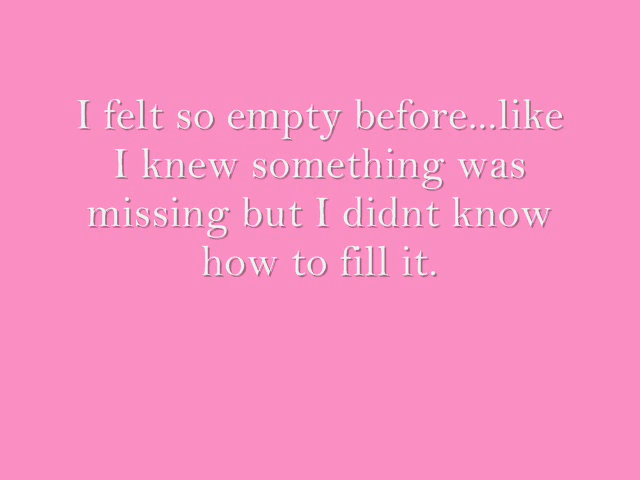 I felt so empty before...like
I knew something was
missing but I didnt know
how to fill it.